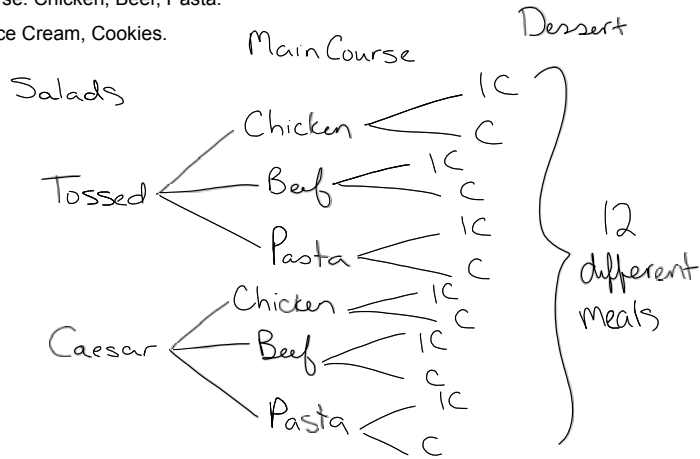 rse: Chicken, Beef, Pasta.
ce Cream, Cookies.
Dessert
Main Course
Salads
Tossed
Chicken
IC
C
Beef
IC
C
Pasta
IC
C
Caesar
Chicken
IC
C
Beef
IC
C
Pasta
IC
C
12
different
meals